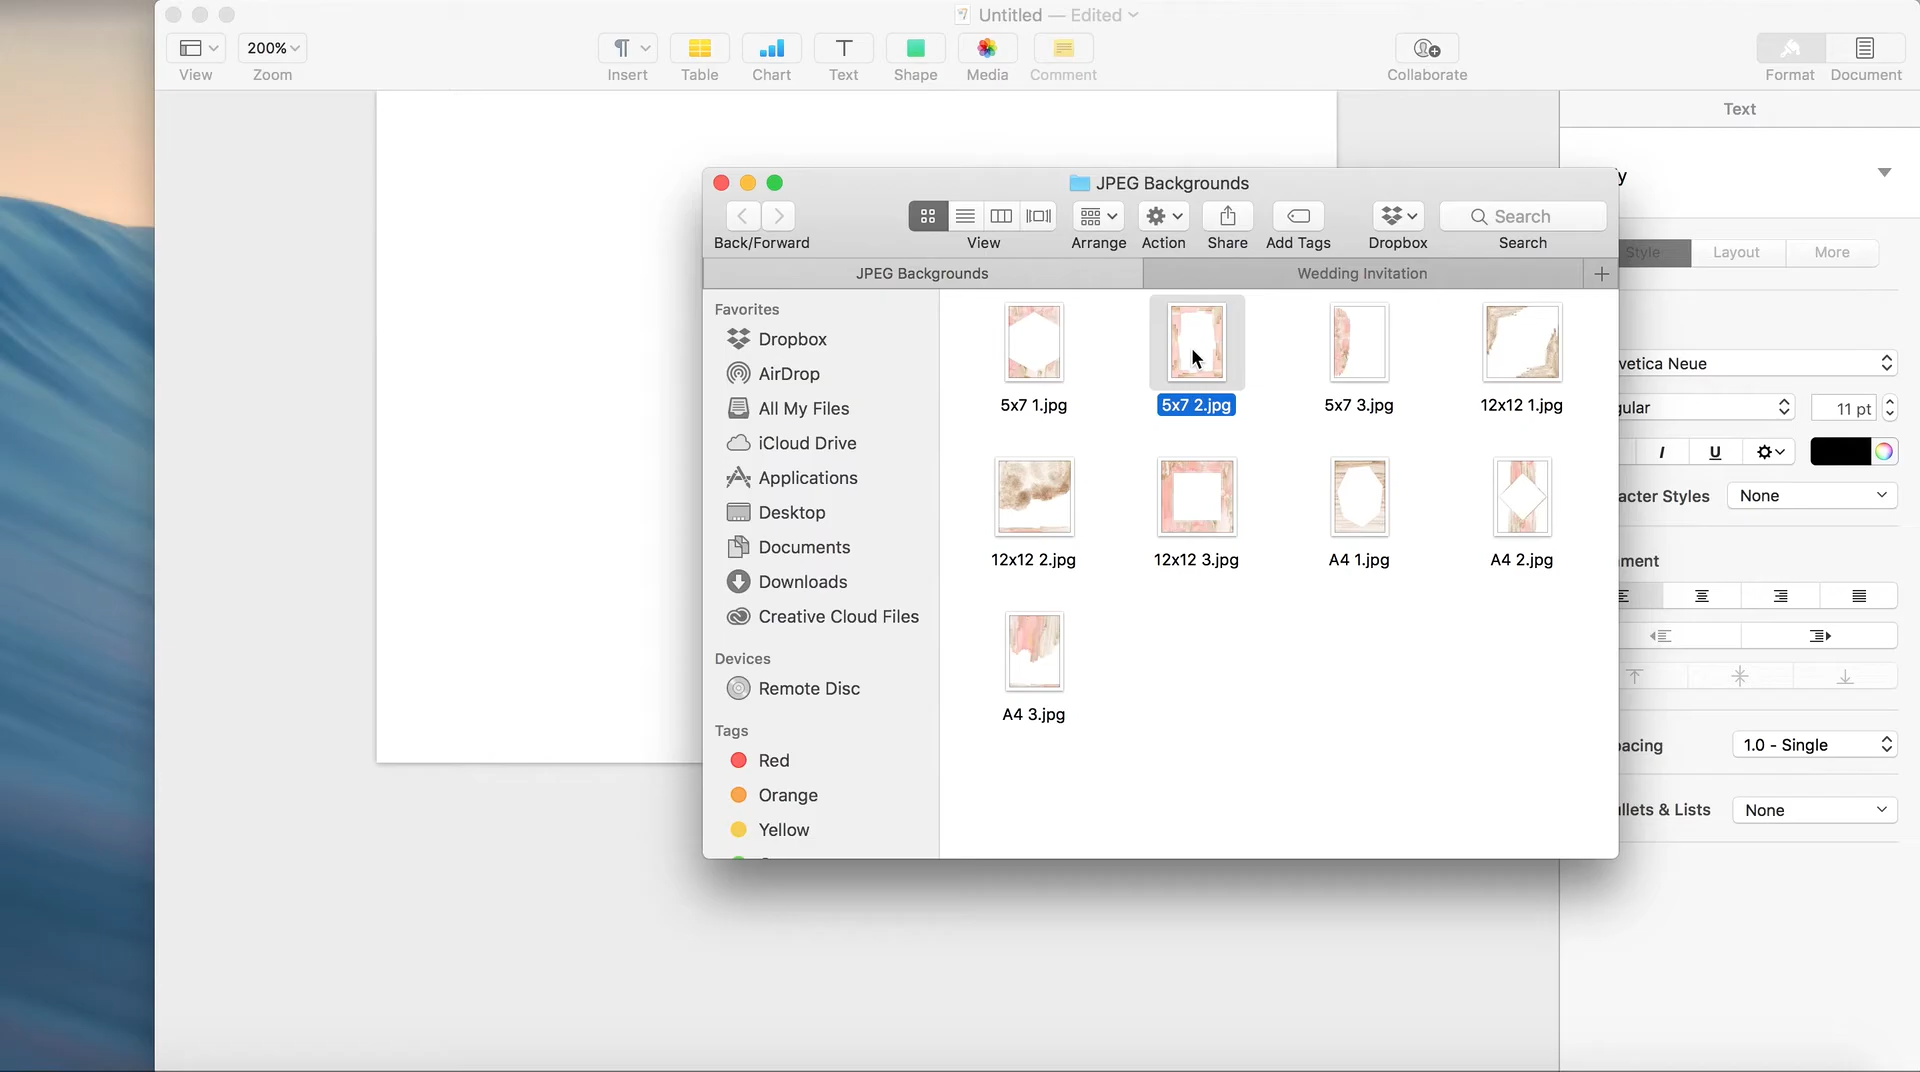 Untitled — Edited
200%
View
Zoom
Insert
Table
Chart
Text
Shape
Media
Comment
Collaborate
Format
Document
Text
JPEG Backgrounds
Search
Back/Forward
View
Arrange
Action
Share
Add Tags
Dropbox
Search
JPEG Backgrounds
Wedding Invitation
Favorites
Dropbox
AirDrop
All My Files
iCloud Drive
Applications
Desktop
Documents
Downloads
Creative Cloud Files
Devices
Remote Disc
Tags
Red
Orange
Yellow
5x7 1.jpg
5x7 2.jpg
5x7 3.jpg
12x12 1.jpg
12x12 2.jpg
12x12 3.jpg
A4 1.jpg
A4 2.jpg
A4 3.jpg
y
Style
Layout
More
vetica Neue
gular
11 pt
I
U
acter Styles
None
nment
pacing
1.0 - Single
llets & Lists
None